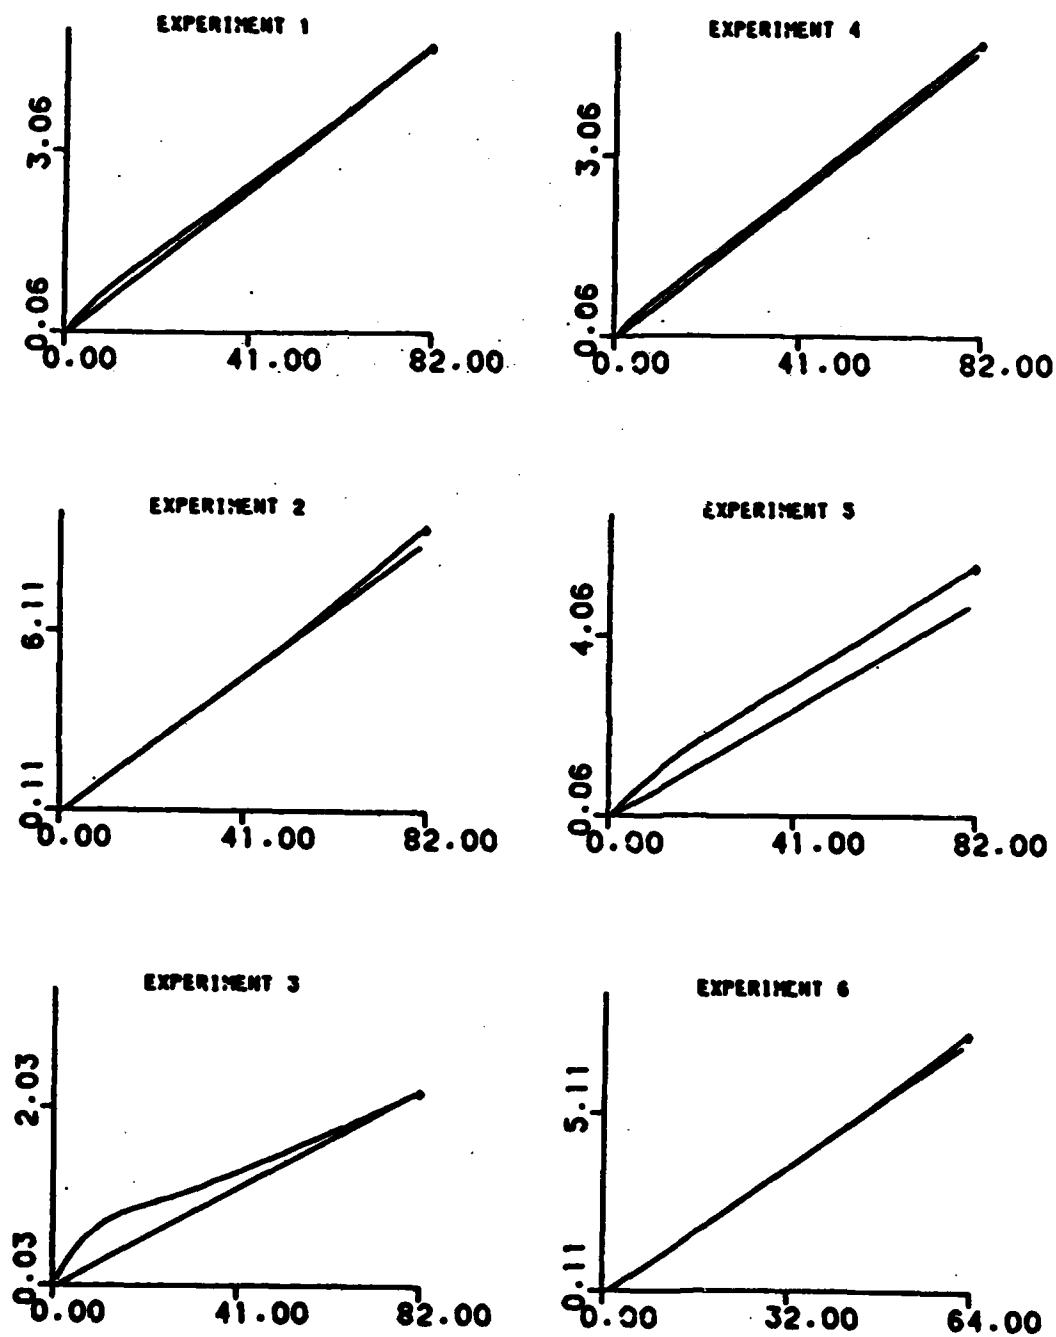 EXPERIMENT 1
3.06
0.06
0.00 41.00 82.00
EXPERIMENT 4
3.06
0.06
0.00 41.00 82.00
EXPERIMENT 2
6.11
0.11
0.00 41.00 82.00
EXPERIMENT 5
4.06
0.06
0.00 41.00 82.00
EXPERIMENT 3
2.03
0.03
0.00 41.00 82.00
EXPERIMENT 6
5.11
0.11
0.00 32.00 64.00